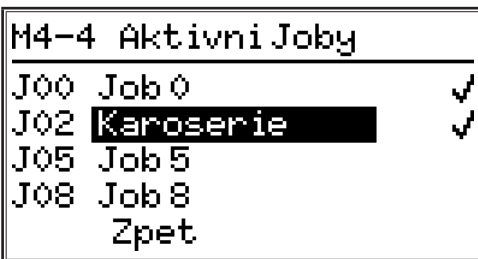 M4-4 Aktivni Joby
J00 Job 0 ✓
J02 Karoserie ✓
J05 Job 5
J08 Job 8
Zpet